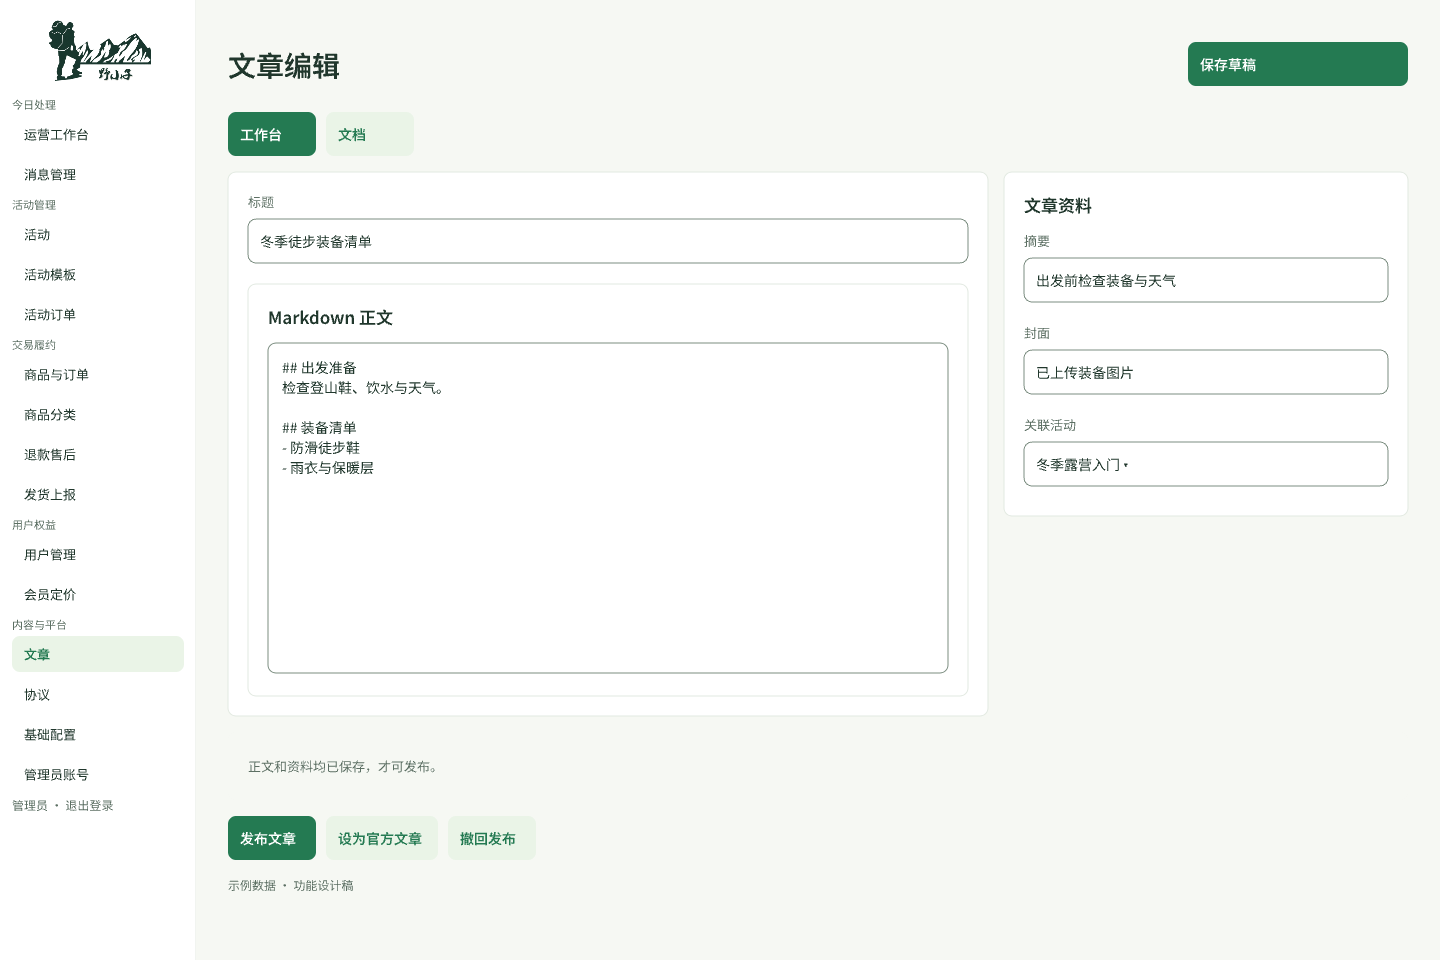 野小子
今日处理
运营工作台
消息管理
活动管理
活动
活动模板
活动订单
交易履约
商品与订单
商品分类
退款售后
发货上报
用户权益
用户管理
会员定价
内容与平台
文章
协议
基础配置
管理员账号
管理员 · 退出登录
文章编辑
保存草稿
工作台
文档
标题
冬季徒步装备清单
Markdown 正文
## 出发准备
检查登山鞋、饮水与天气。
## 装备清单
- 防滑徒步鞋
- 雨衣与保暖层
文章资料
摘要
出发前检查装备与天气
封面
已上传装备图片
关联活动
冬季露营入门 ▾
正文和资料均已保存，才可发布。
发布文章
设为官方文章
撤回发布
示例数据 · 功能设计稿